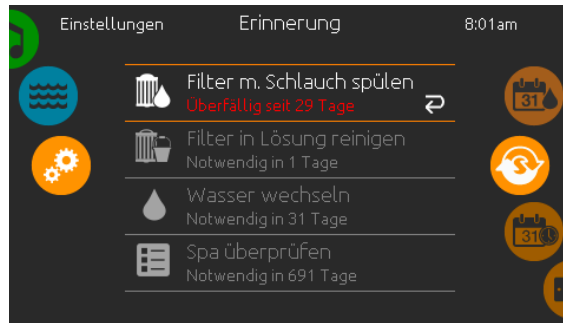 Einstellungen
Erinnerung
8:01am
Filter m. Schlauch spülen
Überfällig seit 29 Tage
31
Filter in Lösung reinigen
Notwendig in 1 Tage
Wasser wechseln
Notwendig in 31 Tage
31
Spa überprüfen
Notwendig in 691 Tage